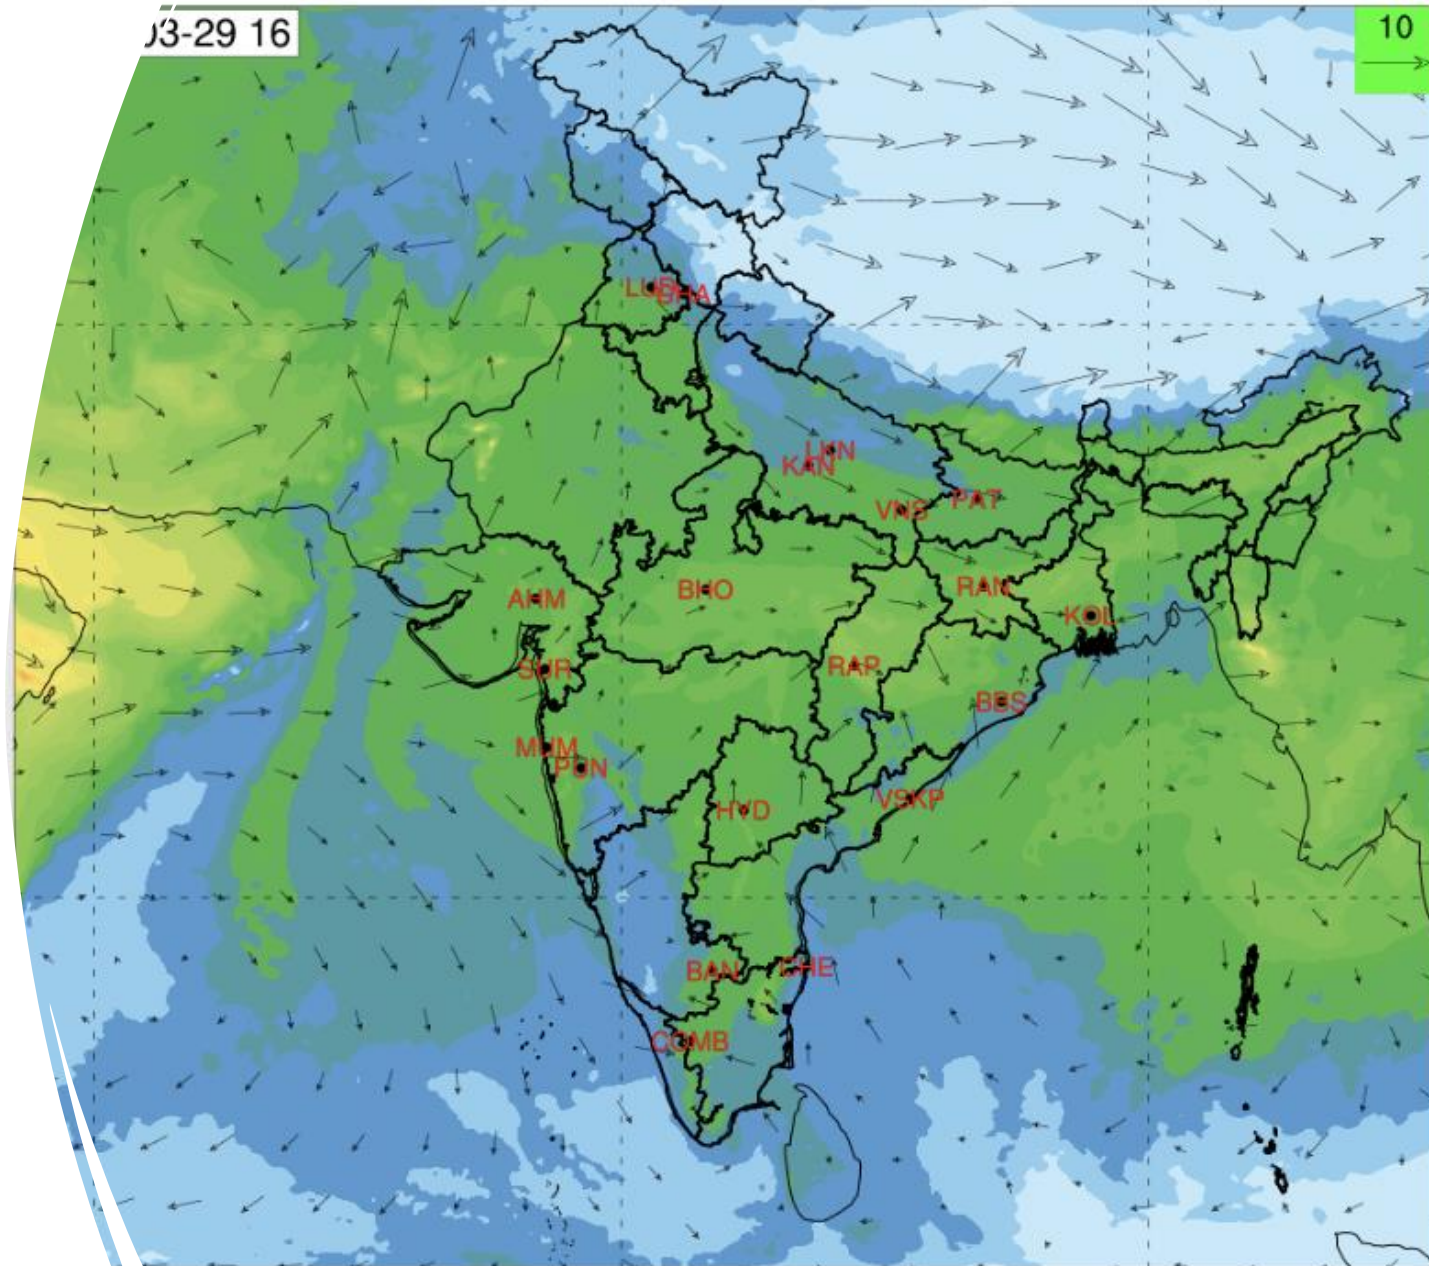 03-29 16
10
LUD
CHA
LKN
KAN
VNS
PAT
AHM
BHO
RAN
KOL
SUR
RAP
BBS
MUM
PUN
HYD
VSKP
BAN
CHE
COMB